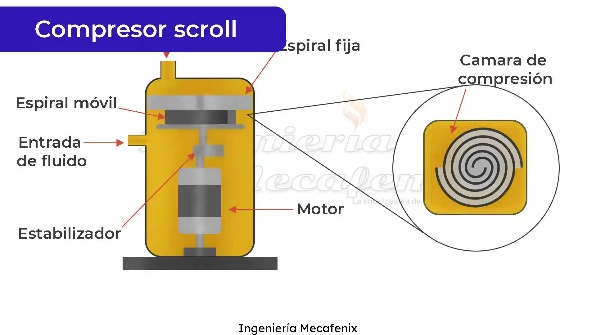 Compresor scroll
Espiral fija
Camara de
compresión
Espiral móvil
Entrada
de fluido
Motor
Estabilizador
Ingeniería Mecafenix